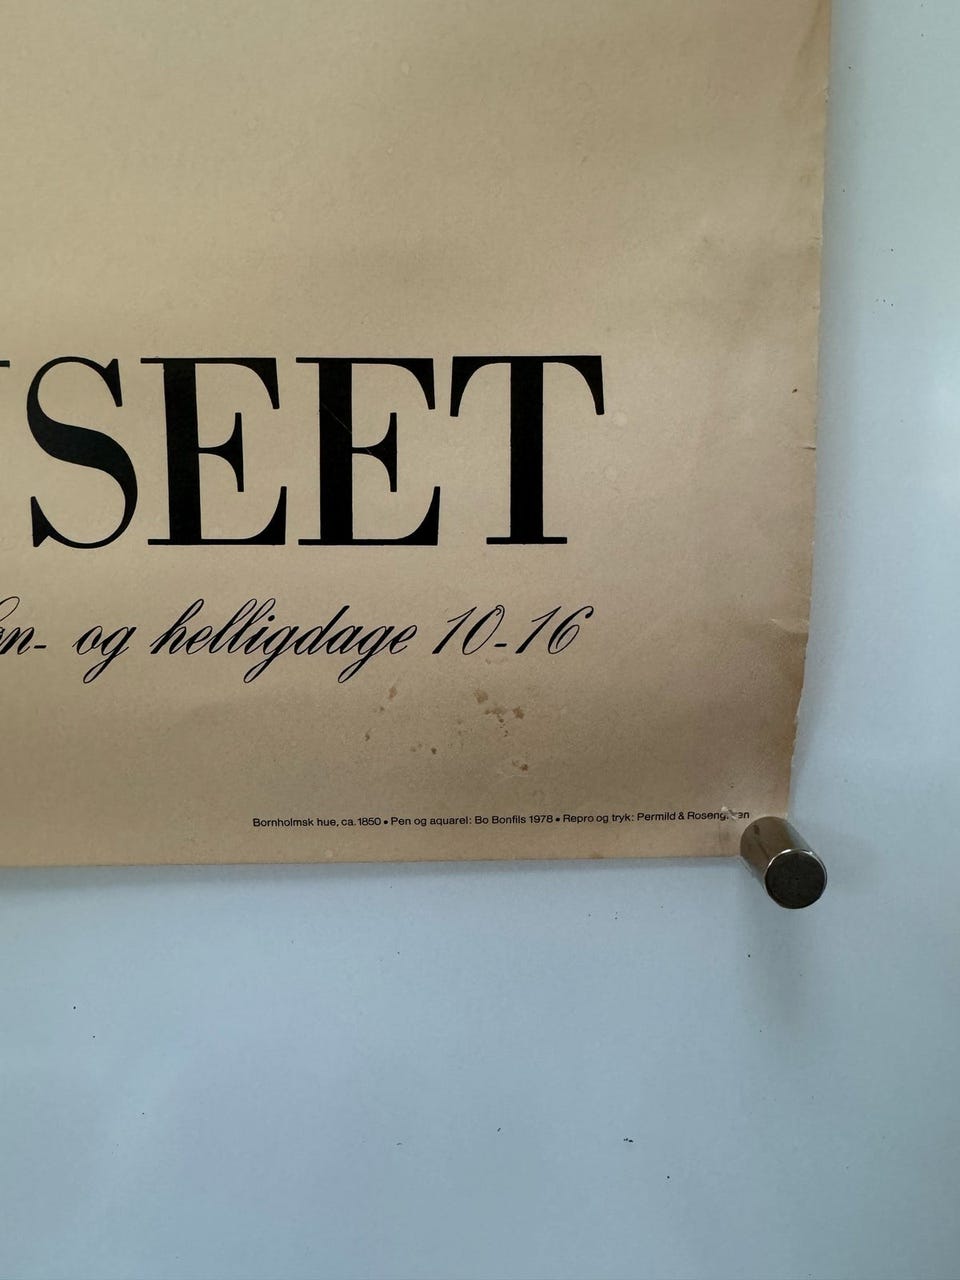 SEET
og helligdage 10-16
Bornholmsk hue, ca. 1850 • Pen og aquarel: Bo Bonfils 1978 • Repro og tryk: Permild &